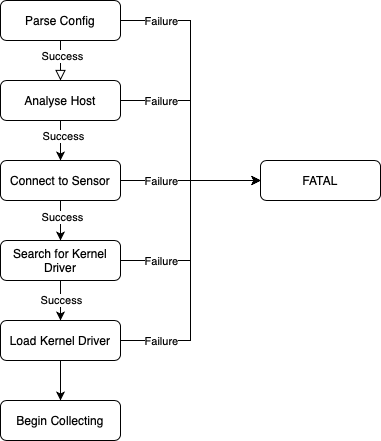 Parse Config
Failure
Success
Analyse Host
Failure
Success
Connect to Sensor
Failure
FATAL
Success
Search for Kernel
Driver
Failure
Success
Load Kernel Driver
Failure
Begin Collecting